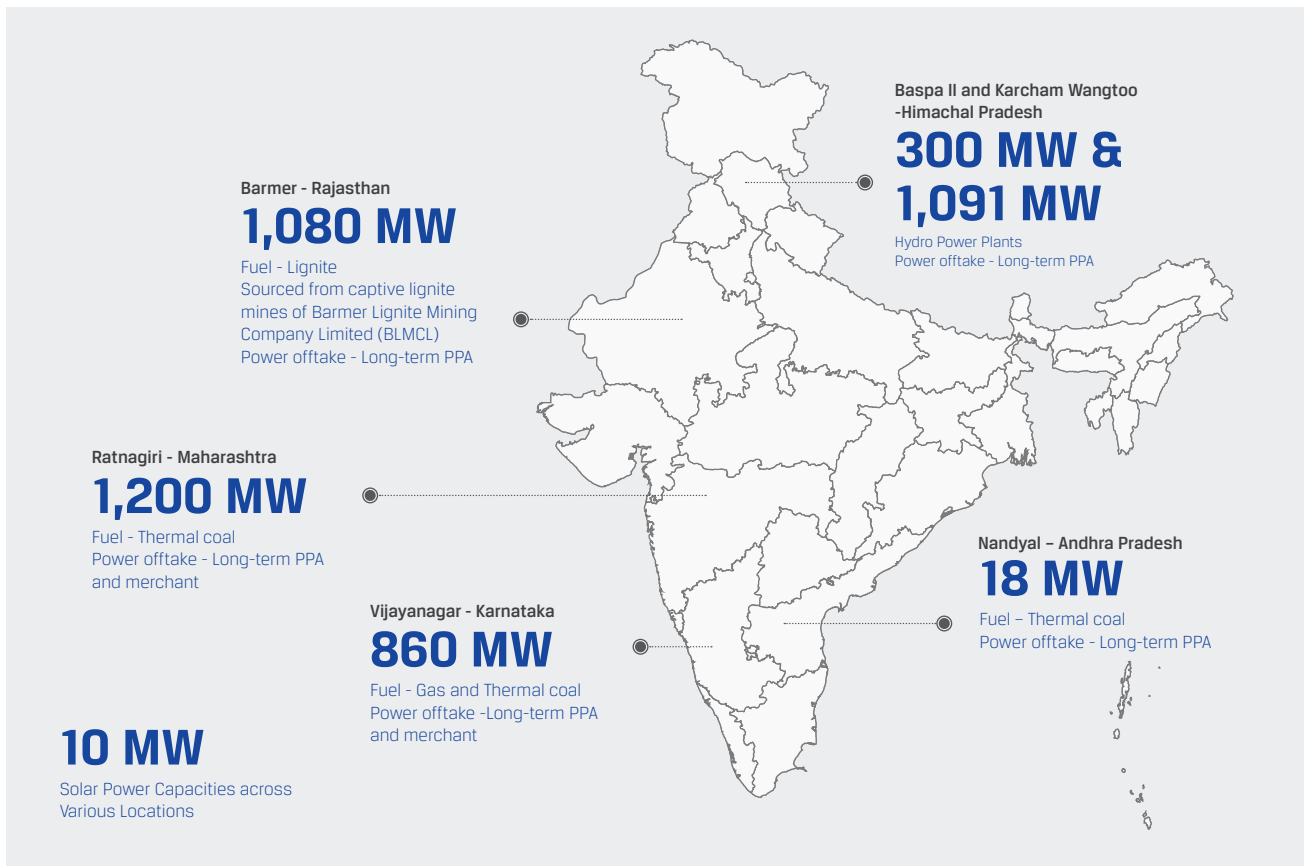 Baspa II and Karcham Wangtoo
-Himachal Pradesh
300 MW &
1,091 MW
Hydro Power Plants
Power offtake - Long-term PPA
Barmer - Rajasthan
1,080 MW
Fuel - Lignite
Sourced from captive lignite
mines of Barmer Lignite Mining
Company Limited (BLMCL)
Power offtake - Long-term PPA
Ratnagiri - Maharashtra
1,200 MW
Fuel - Thermal coal
Power offtake - Long-term PPA
and merchant
Nandyal – Andhra Pradesh
18 MW
Fuel – Thermal coal
Power offtake - Long-term PPA
Vijayanagar - Karnataka
860 MW
Fuel - Gas and Thermal coal
Power offtake -Long-term PPA
and merchant
10 MW
Solar Power Capacities across
Various Locations